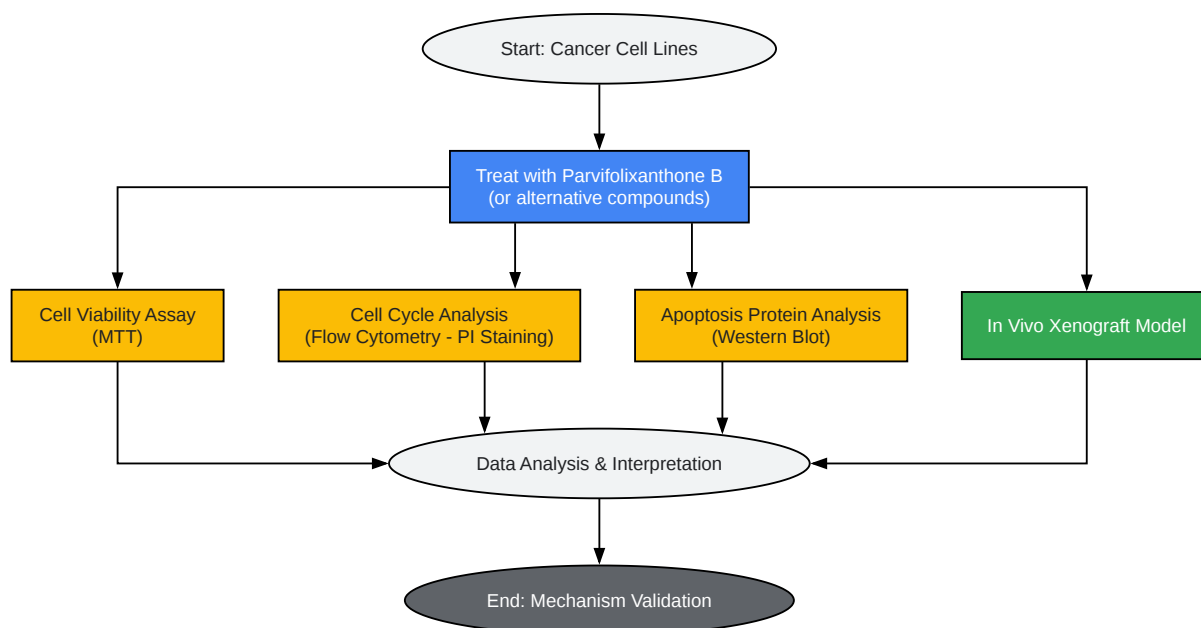 Start: Cancer Cell Lines
Treat with Parvifolixanthone B
(or alternative compounds)
Cell Viability Assay
(MTT)
Cell Cycle Analysis
(Flow Cytometry - PI Staining)
Apoptosis Protein Analysis
(Western Blot)
In Vivo Xenograft Model
Data Analysis & Interpretation
End: Mechanism Validation